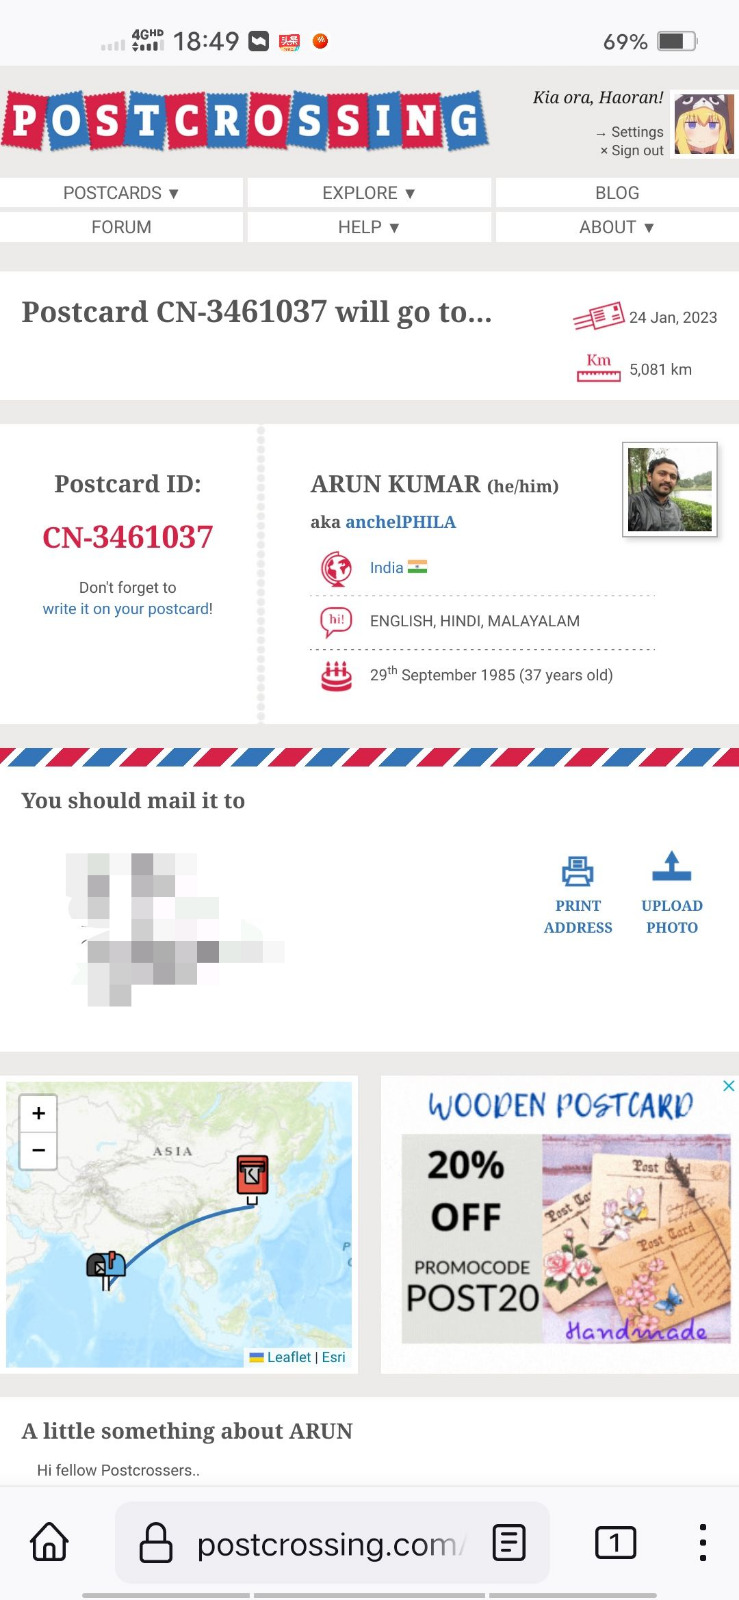 4GHD 18:49 69%
POSTCROSSING
Kia ora, Haoran!
→ Settings
× Sign out
POSTCARDS ▼ EXPLORE ▼ BLOG
FORUM HELP ▼ ABOUT ▼
Postcard CN-3461037 will go to...
24 Jan, 2023
Km
5,081 km
Postcard ID:
CN-3461037
Don't forget to
write it on your postcard!
ARUN KUMAR (he/him)
aka anchelPHILA
India
hi! ENGLISH, HINDI, MALAYALAM
29th September 1985 (37 years old)
You should mail it to
PRINT
ADDRESS
UPLOAD
PHOTO
+
−
ASIA
Leaflet | Esri
WOODEN POSTCARD
20%
OFF
PROMOCODE
POST20
Post Card
Post Card
Handmade
A little something about ARUN
Hi fellow Postcrossers..
postcrossing.com/
1